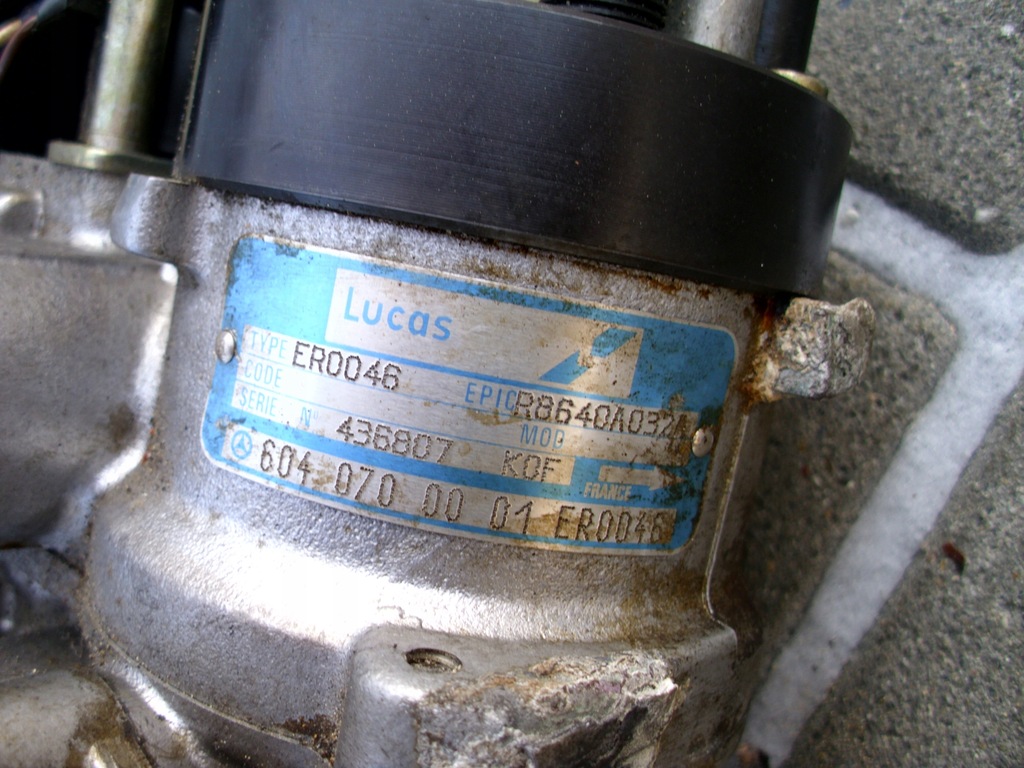 Lucas
TYPE ER0046 EPIC R8640A032A
CODE MOD
SERIE N° 436807 KOF FRANCE
604 070 00 01 ER0046